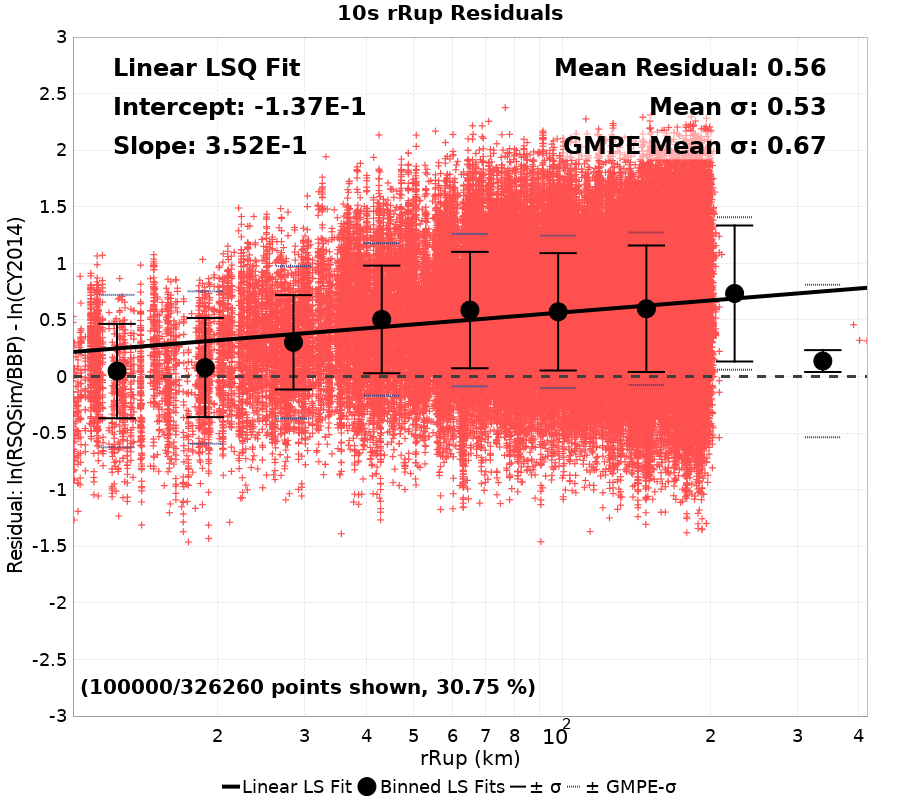 10s rRup Residuals
Linear LSQ Fit
Intercept: -1.37E-1
Slope: 3.52E-1
Mean Residual: 0.56
Mean σ: 0.53
GMPE Mean σ: 0.67
Residual: ln(RSQSim/BBP) - ln(CY2014)
3
2.5
2
1.5
1
0.5
0
-0.5
-1
-1.5
-2
-2.5
-3
(100000/326260 points shown, 30.75 %)
2 3 4 5 6 7 8 10² 2 3 4
rRup (km)
Linear LS Fit Binned LS Fits ± σ ± GMPE-σ